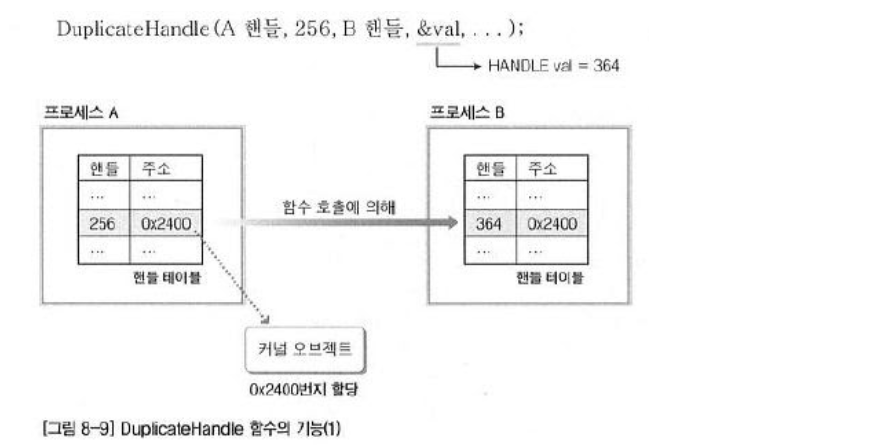 DuplicateHandle(A 핸들, 256, B 핸들, &val, . . . );
HANDLE val = 364
프로세스 A
프로세스 B
핸들 주소
... ...
256 0x2400
... ...
핸들 테이블
함수 호출에 의해
핸들 주소
... ...
364 0x2400
... ...
핸들 테이블
커널 오브젝트
0x2400번지 할당
[그림 8-9] DuplicateHandle 함수의 기능(1)